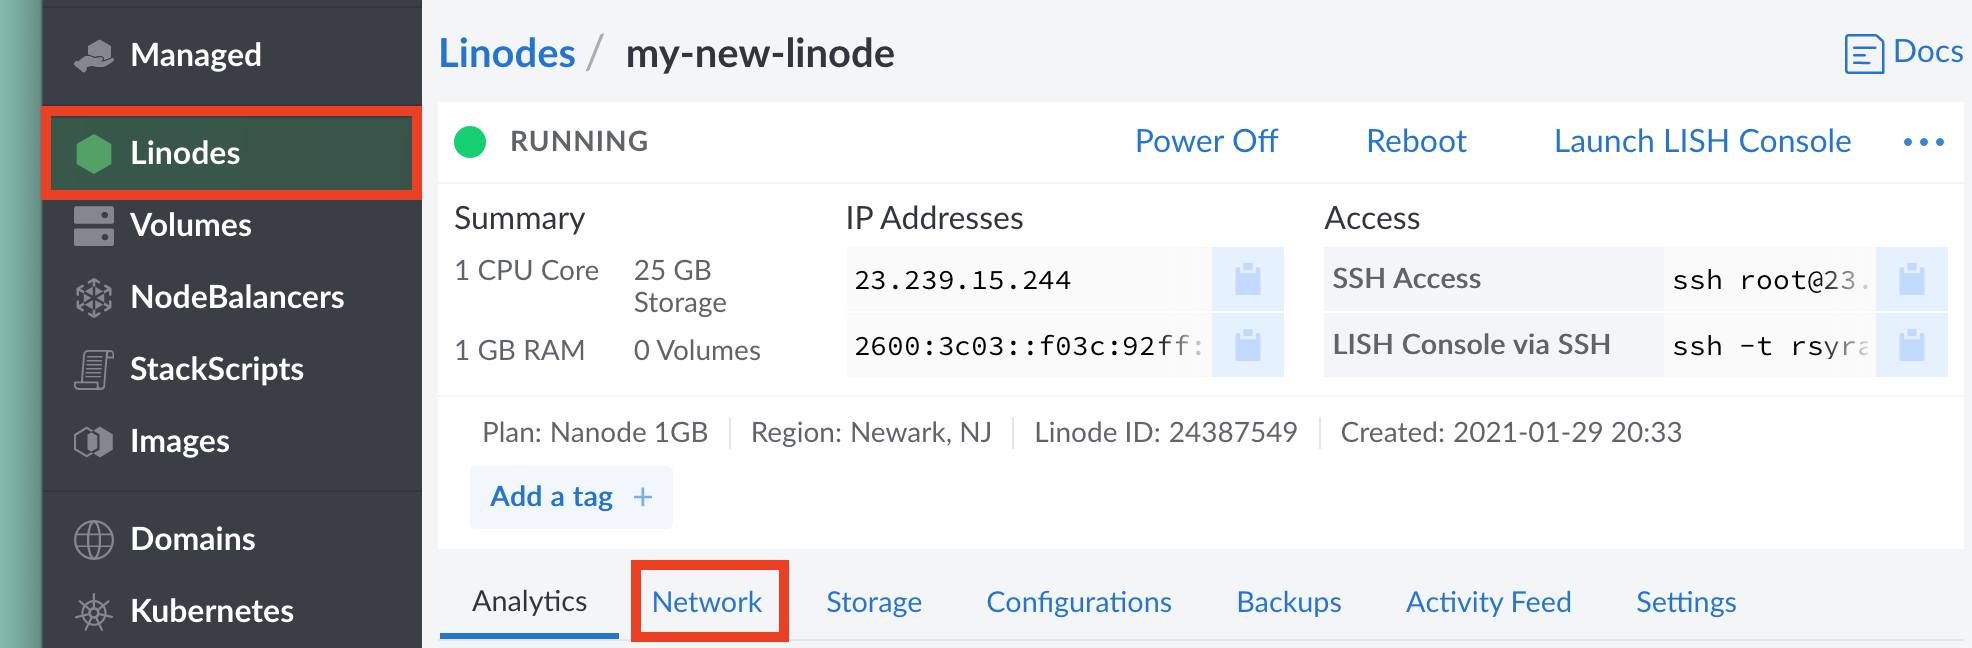 Managed
Linodes
Volumes
NodeBalancers
StackScripts
Images
Domains
Kubernetes
Linodes / my-new-linode
Docs
RUNNING
Power Off Reboot Launch LISH Console
Summary
1 CPU Core 25 GB Storage
1 GB RAM 0 Volumes
IP Addresses
23.239.15.244
2600:3c03::f03c:92ff:
Access
SSH Access ssh root@23.
LISH Console via SSH ssh -t rsyra
Plan: Nanode 1GB Region: Newark, NJ Linode ID: 24387549 Created: 2021-01-29 20:33
Add a tag +
Analytics Network Storage Configurations Backups Activity Feed Settings